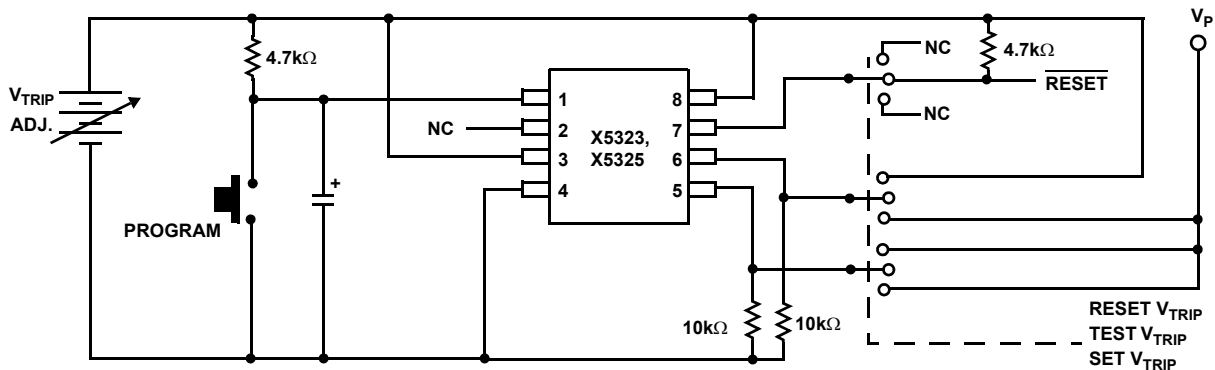 V_P
NC
4.7kΩ
4.7kΩ
RESET
V_TRIP
ADJ.
NC
NC
1
2
3
4
X5323,
X5325
8
7
6
5
+
PROGRAM
10kΩ
10kΩ
RESET V_TRIP
TEST V_TRIP
SET V_TRIP